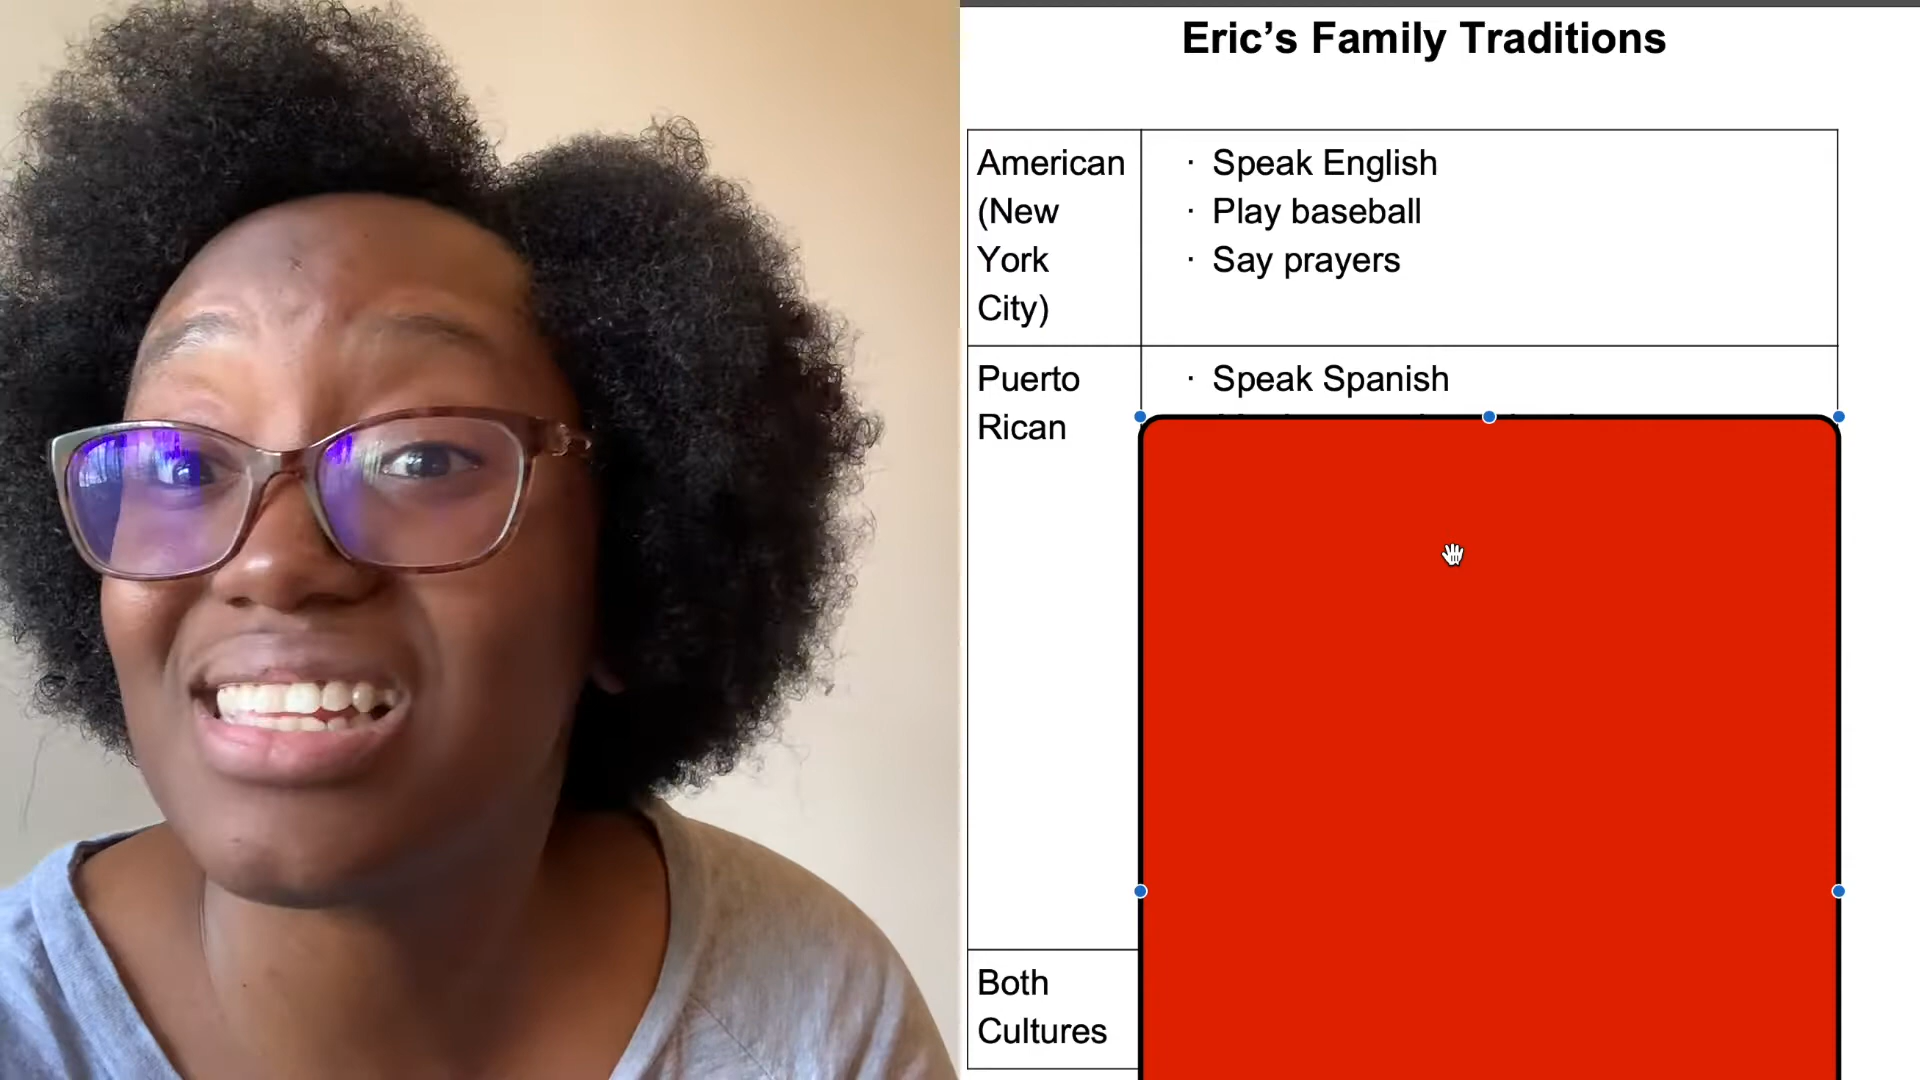 Eric’s Family Traditions
American
(New
York
City)
· Speak English
· Play baseball
· Say prayers
Puerto
Rican
· Speak Spanish
Both
Cultures